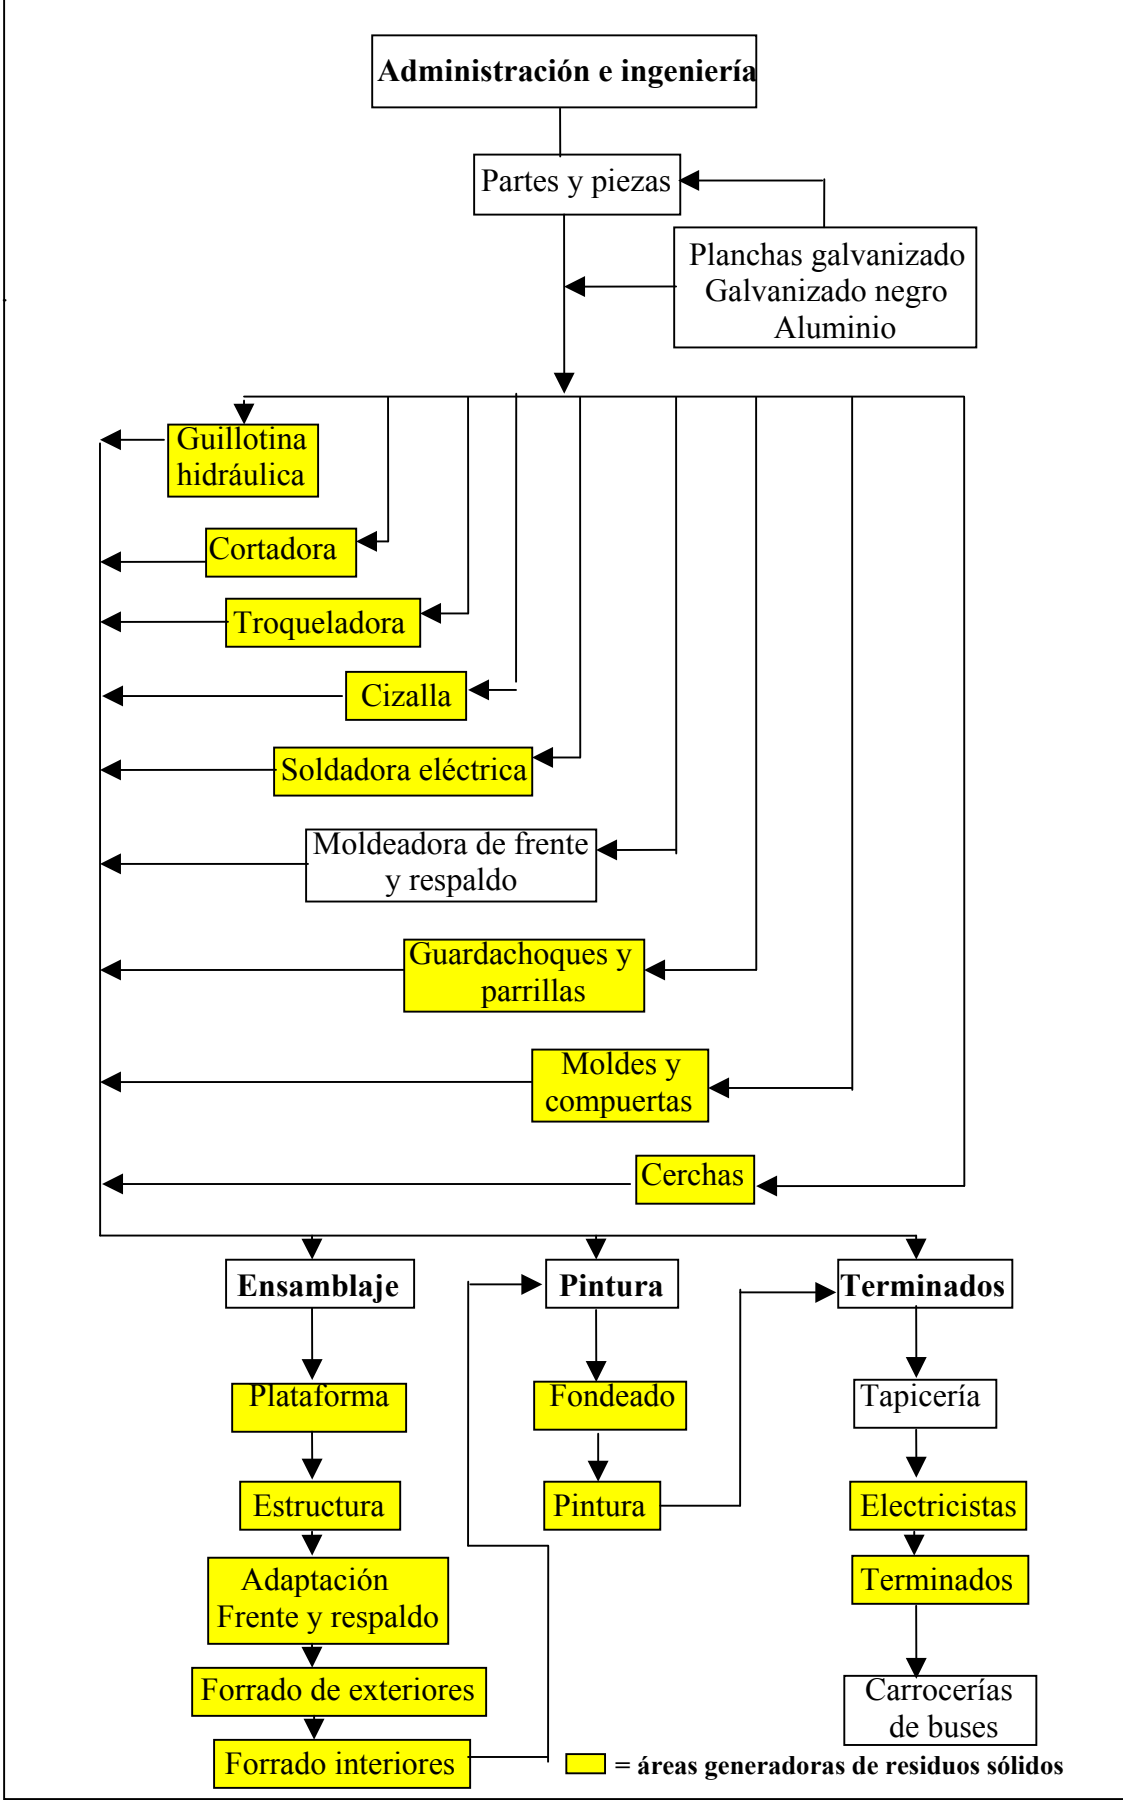 Administración e ingeniería
Partes y piezas
Planchas galvanizado
Galvanizado negro
Aluminio
Guillotina
hidráulica
Cortadora
Troqueladora
Cizalla
Soldadora eléctrica
Moldeadora de frente
y respaldo
Guardachoques y
parrillas
Moldes y
compuertas
Cerchas
Ensamblaje
Plataforma
Estructura
Adaptación
Frente y respaldo
Forrado de exteriores
Forrado interiores
Pintura
Fondeado
Pintura
Terminados
Tapicería
Electricistas
Terminados
Carrocerías
de buses
= áreas generadoras de residuos sólidos